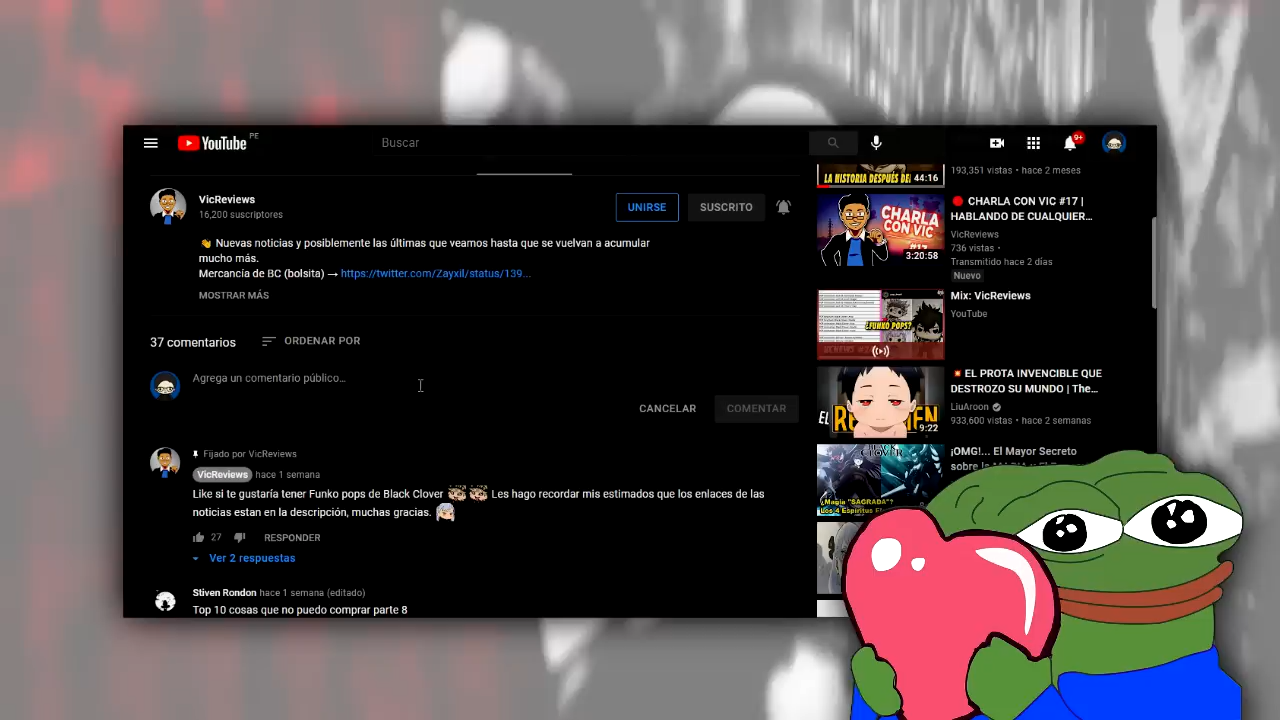 YouTube PE
Buscar
9+
VicReviews
16,200 suscriptores
UNIRSE
SUSCRITO
👋 Nuevas noticias y posiblemente las últimas que veamos hasta que se vuelvan a acumular
mucho más.
Mercancía de BC (bolsita) → https://twitter.com/Zayxil/status/139...
MOSTRAR MÁS
37 comentarios
ORDENAR POR
Agrega un comentario público...
CANCELAR
COMENTAR
Fijado por VicReviews
VicReviews hace 1 semana
Like si te gustaría tener Funko pops de Black Clover Les hago recordar mis estimados que los enlaces de las
noticias estan en la descripción, muchas gracias.
27
RESPONDER
Ver 2 respuestas
Stiven Rondon hace 1 semana (editado)
Top 10 cosas que no puedo comprar parte 8
LA HISTORIA DESPUÉS DE
44:16
193,351 vistas • hace 2 meses
CHARLA
CON VIC
#17
3:20:58
🔴 CHARLA CON VIC #17 |
HABLANDO DE CUALQUIER...
VicReviews
736 vistas •
Transmitido hace 2 días
Nuevo
¿FUNKO POPS?
Mix: VicReviews
YouTube
EL
9:22
💥 EL PROTA INVENCIBLE QUE
DESTROZO SU MUNDO | The...
LiuAroon
933,600 vistas • hace 2 semanas
¿Magia "SAGRADA"?
¡OMG!... El Mayor Secreto